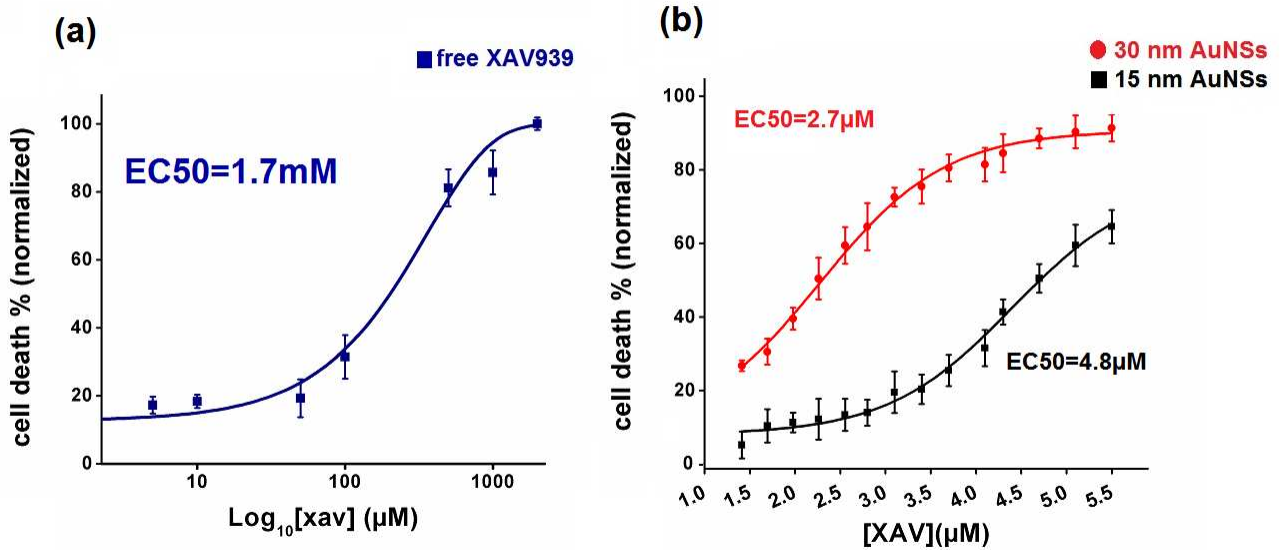 (a)
free XAV939
EC50=1.7mM
cell death % (normalized)
100
80
60
40
20
0
10
100
1000
Log10[xav] (µM)
(b)
30 nm AuNSs
15 nm AuNSs
EC50=2.7µM
EC50=4.8µM
cell death % (normalized)
100
80
60
40
20
0
1.0
1.5
2.0
2.5
3.0
3.5
4.0
4.5
5.0
5.5
[XAV](µM)